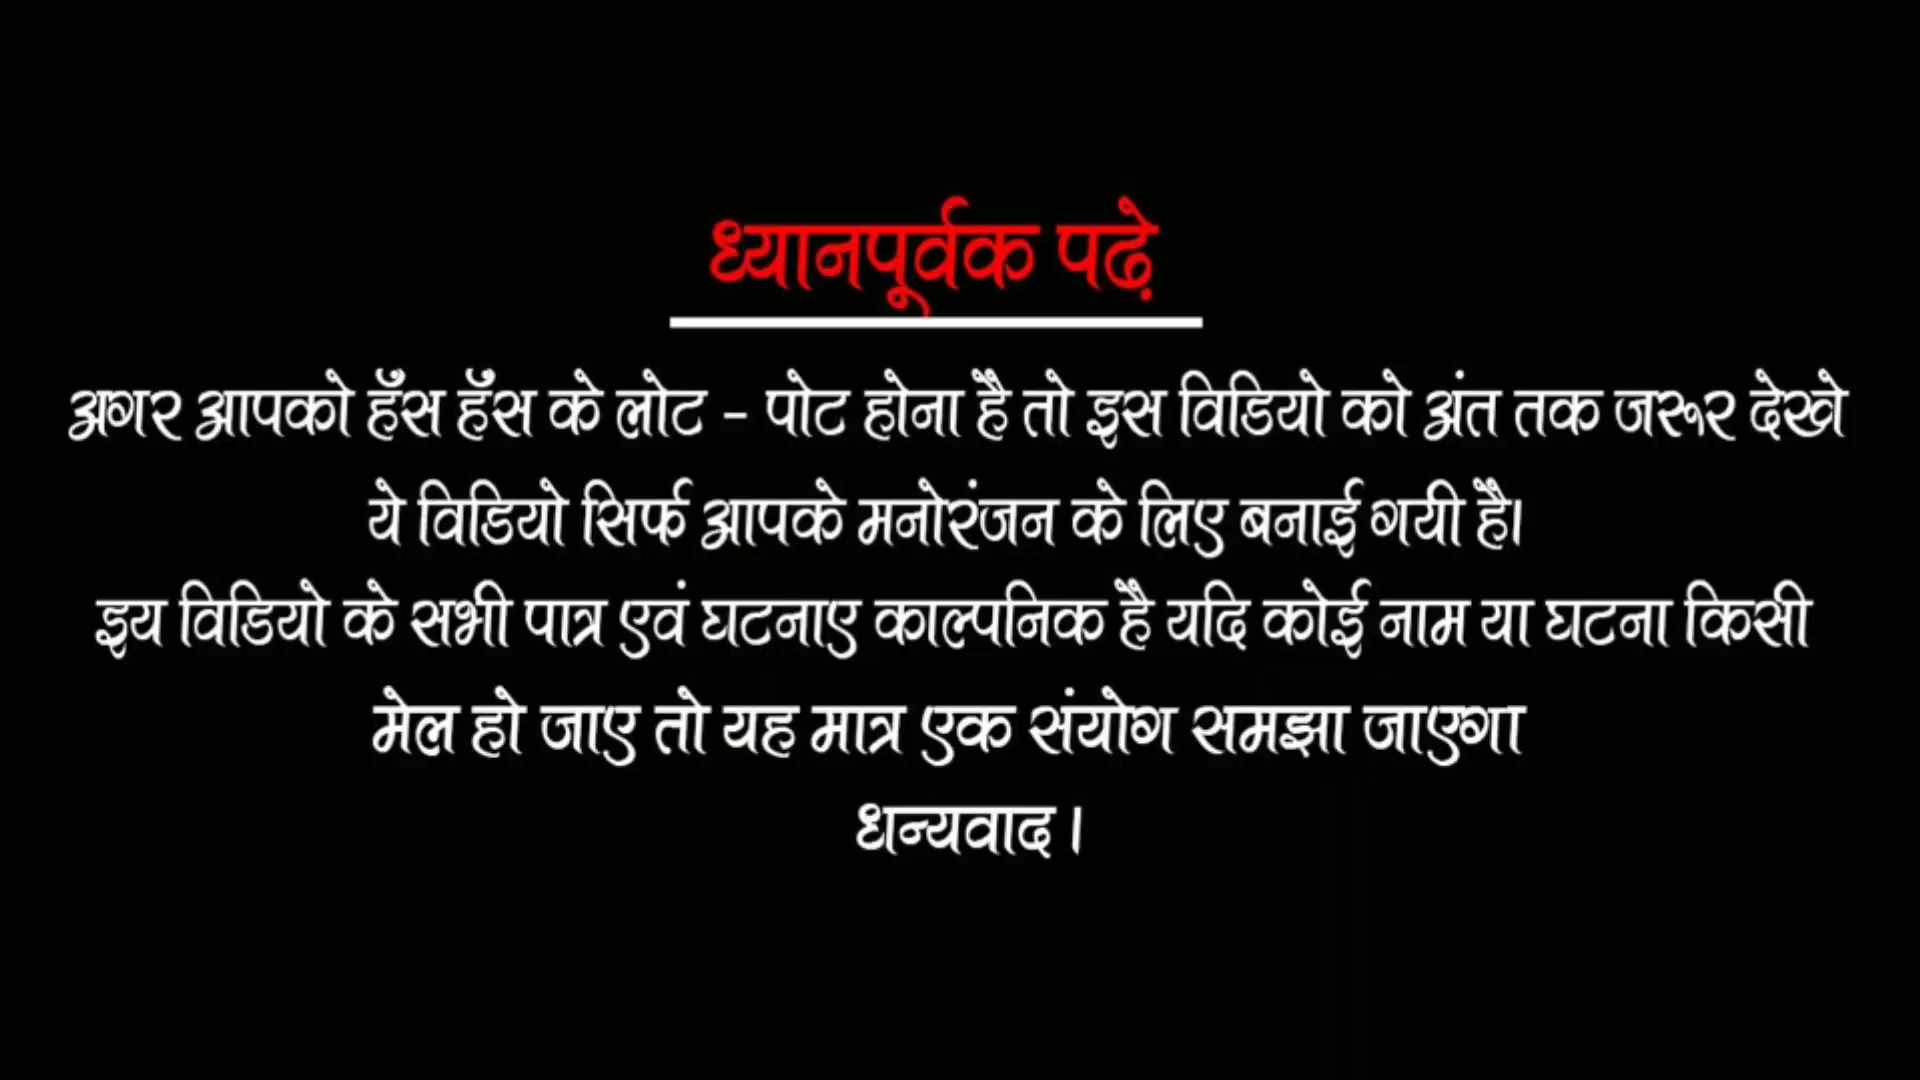 ध्यानपूर्वक पढ़े
अगर आपको हँस हँस के लोट - पोट होना है तो इस विडियो को अंत तक जरूर देखे
ये विडियो सिर्फ आपके मनोरंजन के लिए बनाई गयी है।
इय विडियो के सभी पात्र एवं घटनाए काल्पनिक है यदि कोई नाम या घटना किसी
मेल हो जाए तो यह मात्र एक संयोग समझा जाएगा
धन्यवाद ।